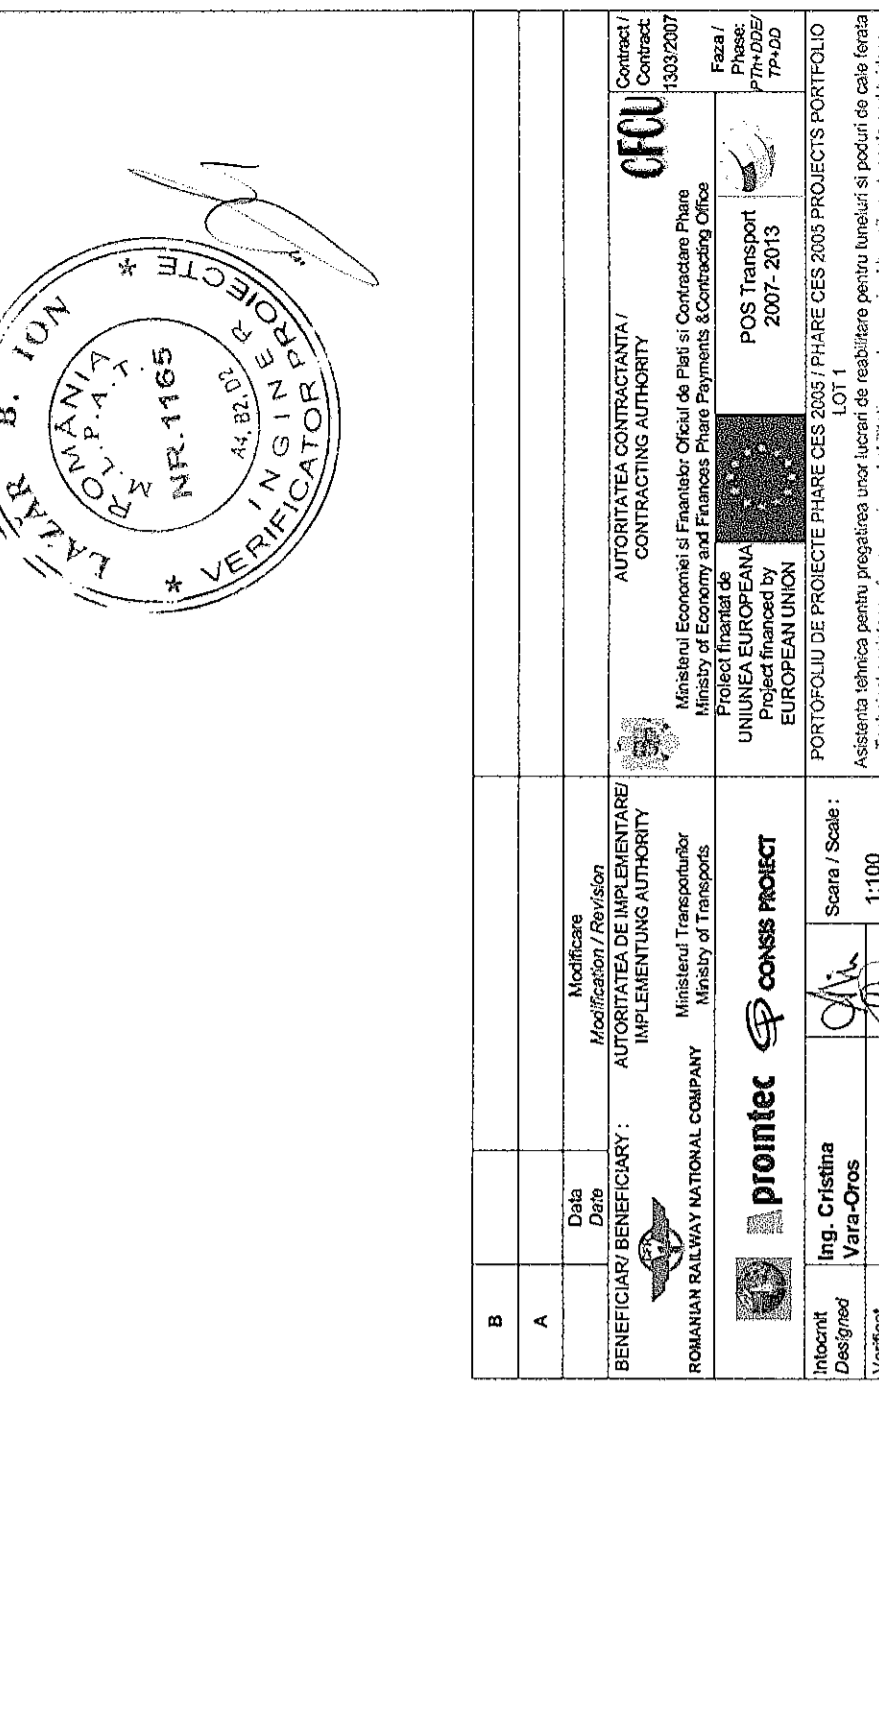 LAZĂR B. ION
ROMÂNIA
M.L.P.A.T.
NR.1165
A4, B2, D2
INGINER
* VERIFICATOR PROIECTE *
B
A
Data
Date
Modificare
Modification / Revision
BENEFICIAR/ BENEFICIARY :
CFR
ROMANIAN RAILWAY NATIONAL COMPANY
AUTORITATEA DE IMPLEMENTARE/
IMPLEMENTUNG AUTHORITY
Ministerul Transporturilor
Ministry of Transports
AUTORITATEA CONTRACTANTA /
CONTRACTING AUTHORITY
CFCU
Ministerul Economiei si Finantelor Oficiul de Plati si Contractare Phare
Ministry of Economy and Finances Phare Payments &Contracting Office
Contract /
Contract:
1303/2007
prointec
CONSIS PROIECT
Proiect finantat de
UNIUNEA EUROPEANA
Project financed by
EUROPEAN UNION
POS Transport
2007- 2013
Faza /
Phase:
PTh+DDE/
TP+DD
Intocmit
Designed
Ing. Cristina
Vara-Oros
Scara / Scale :
1:100
PORTOFOLIU DE PROIECTE PHARE CES 2005 / PHARE CES 2005 PROJECTS PORTFOLIO
LOT 1
Asistenta tehnica pentru pregatirea unor lucrari de reabilitare pentru tuneluri si poduri de cale ferata
Verificat